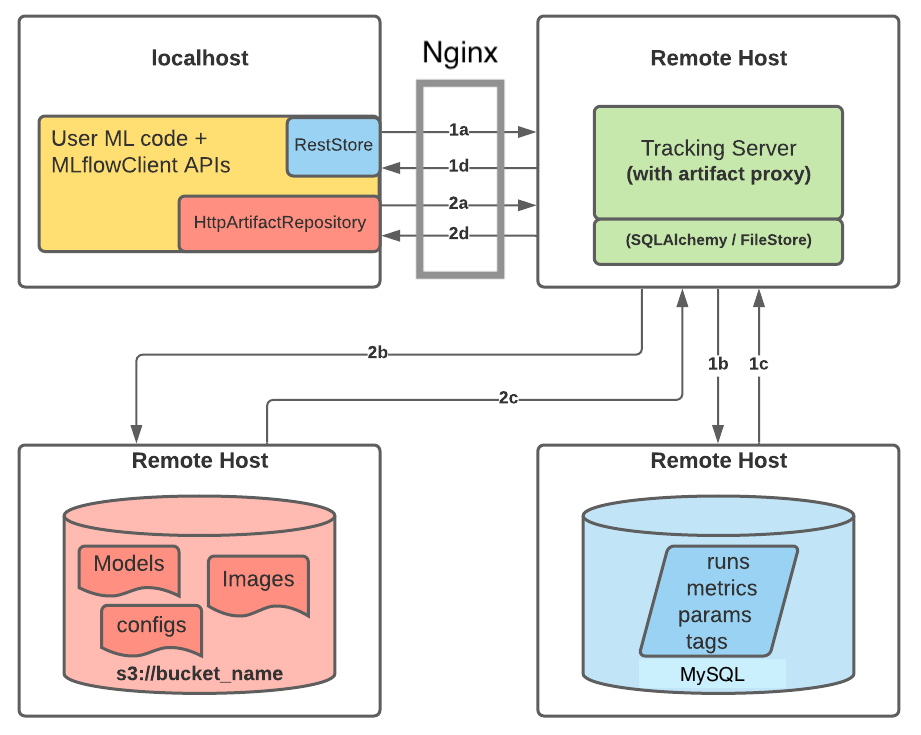 localhost
Nginx
Remote Host
User ML code +
MLflowClient APIs
RestStore
HttpArtifactRepository
1a
1d
2a
2d
Tracking Server
(with artifact proxy)
(SQLAlchemy / FileStore)
2b
2c
1b
1c
Remote Host
Models
Images
configs
s3://bucket_name
Remote Host
runs
metrics
params
tags
MySQL